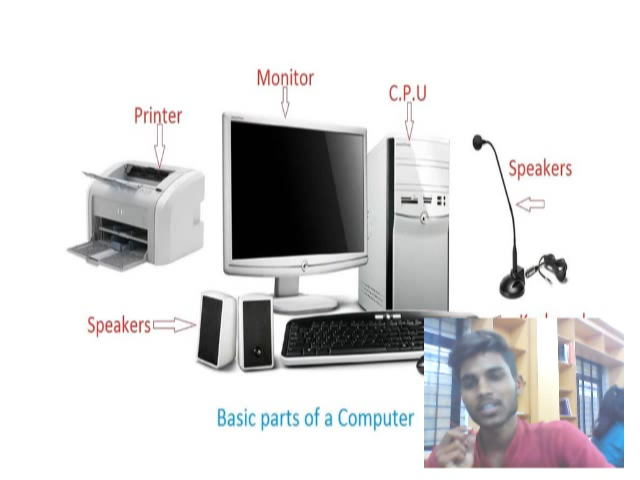 Monitor
C.P.U
Printer
Speakers
Speakers
Basic parts of a Computer